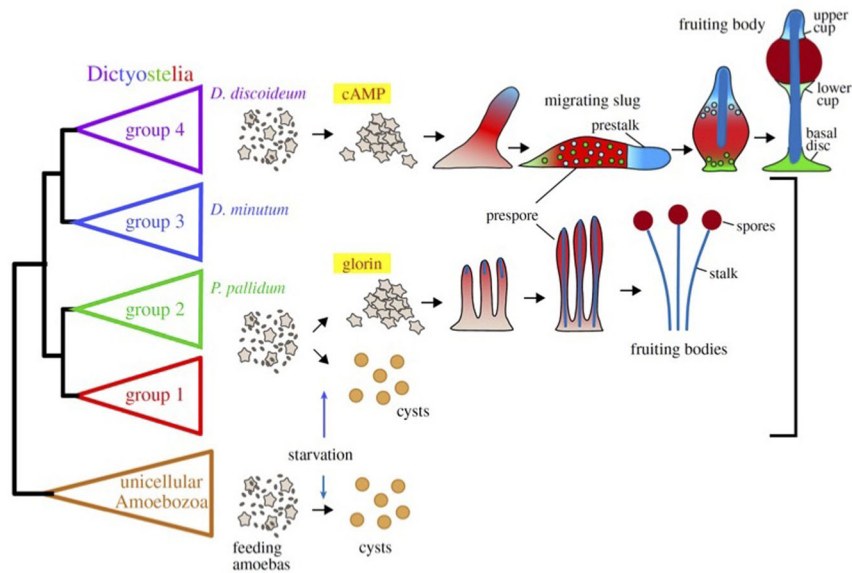 Dictyostelia
group 4
D. discoideum
cAMP
migrating slug
prestalk
fruiting body
upper
cup
lower
cup
basal
disc
group 3
D. minutum
prespore
spores
stalk
glorin
group 2
P. pallidum
fruiting bodies
group 1
cysts
starvation
unicellular
Amoebozoa
feeding
amoebas
cysts